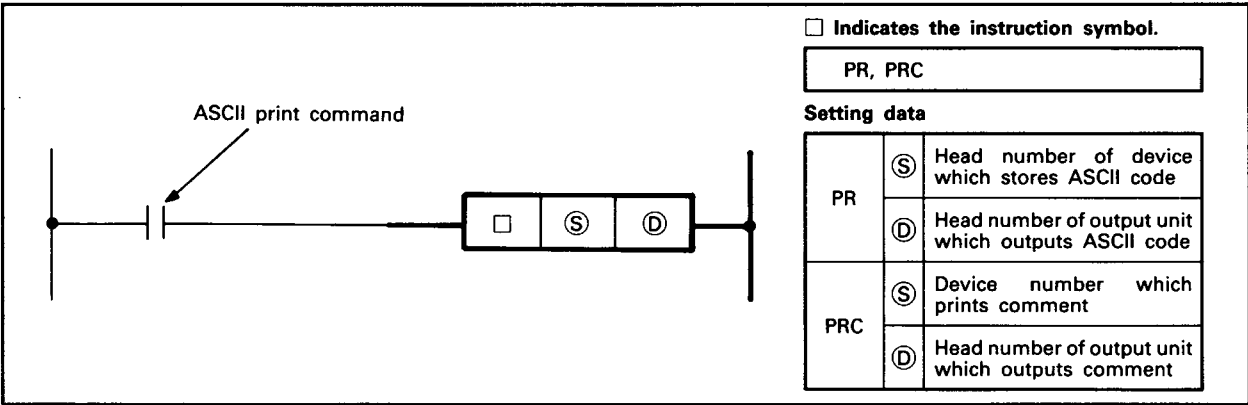 ASCII print command
□ Ⓢ Ⓓ
□ Indicates the instruction symbol.
PR, PRC
Setting data
PR
Ⓢ Head number of device
which stores ASCII code
Ⓓ Head number of output unit
which outputs ASCII code
PRC
Ⓢ Device number which
prints comment
Ⓓ Head number of output unit
which outputs comment